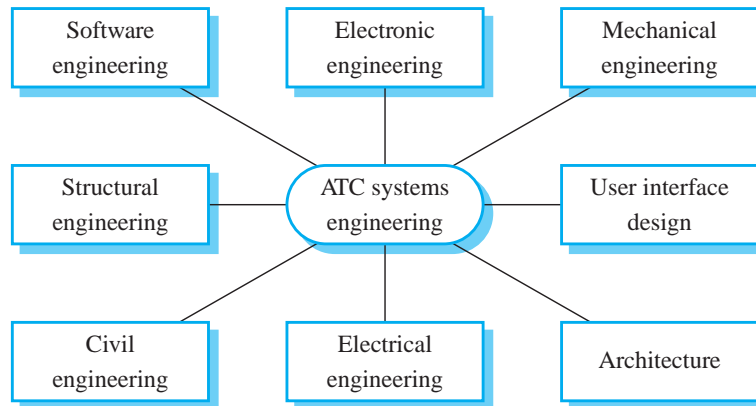 Software
engineering
Electronic
engineering
Mechanical
engineering
Structural
engineering
ATC systems
engineering
User interface
design
Civil
engineering
Electrical
engineering
Architecture